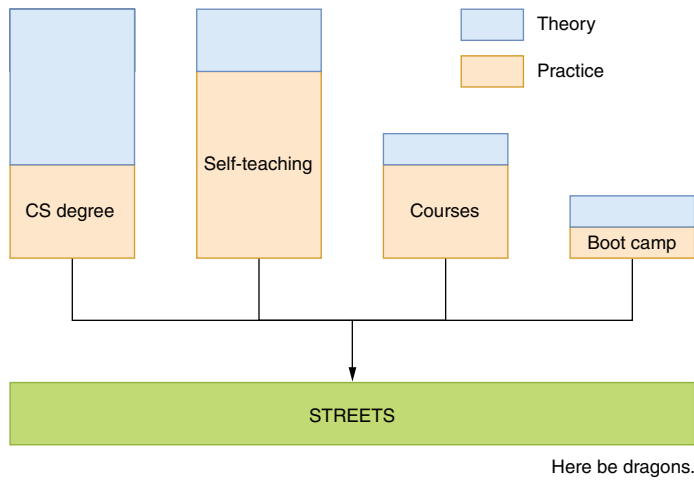 Theory
Practice
CS degree
Self-teaching
Courses
Boot camp
STREETS
Here be dragons.